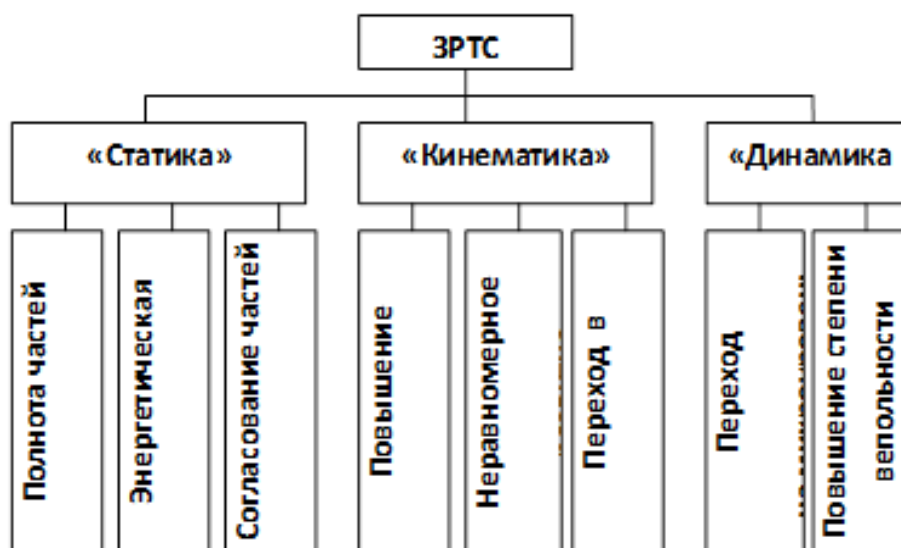 ЗРТС
«Статика»
«Кинематика»
«Динамика
Полнота частей
Энергетическая
Согласование частей
Повышение
Неравномерное
Переход в
Переход
Повышение степени
вепольности